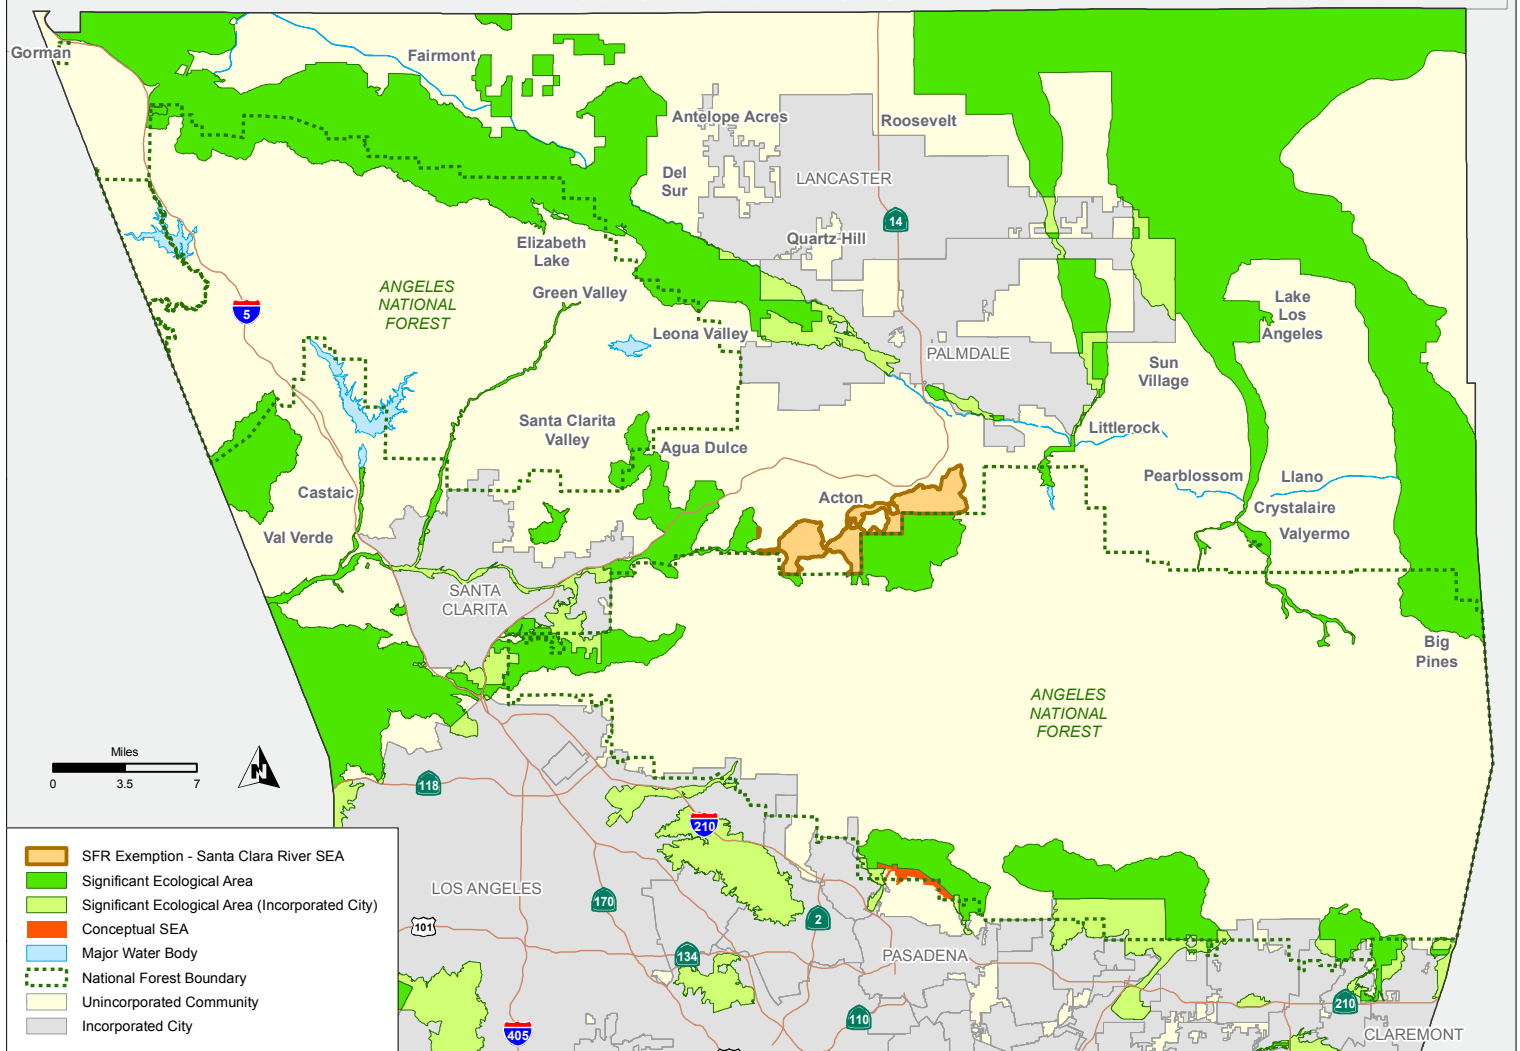 Gorman
Fairmont
Antelope Acres
Roosevelt
Del
Sur
LANCASTER
14
Quartz Hill
Elizabeth
Lake
ANGELES
NATIONAL
FOREST
Green Valley
5
Lake
Los
Angeles
Leona Valley
PALMDALE
Sun
Village
Santa Clarita
Valley
Agua Dulce
Littlerock
Castaic
Acton
Pearblossom
Llano
Crystalaire
Val Verde
Valyermo
SANTA
CLARITA
Big
Pines
ANGELES
NATIONAL
FOREST
Miles
0 3.5 7
N
118
210
LOS ANGELES
170
2
101
134
PASADENA
110
405
210
CLAREMONT
SFR Exemption - Santa Clara River SEA
Significant Ecological Area
Significant Ecological Area (Incorporated City)
Conceptual SEA
Major Water Body
National Forest Boundary
Unincorporated Community
Incorporated City